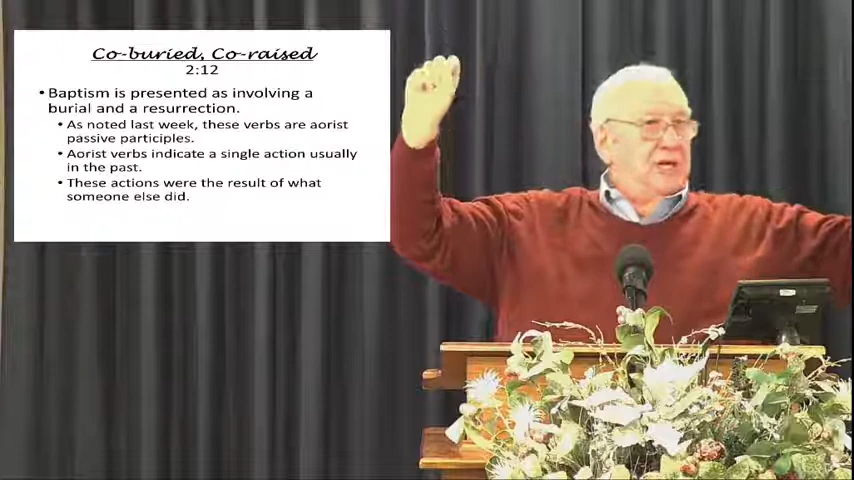 Co-buried, Co-raised
2:12
• Baptism is presented as involving a
burial and a resurrection.
• As noted last week, these verbs are aorist
passive participles.
• Aorist verbs indicate a single action usually
in the past.
• These actions were the result of what
someone else did.